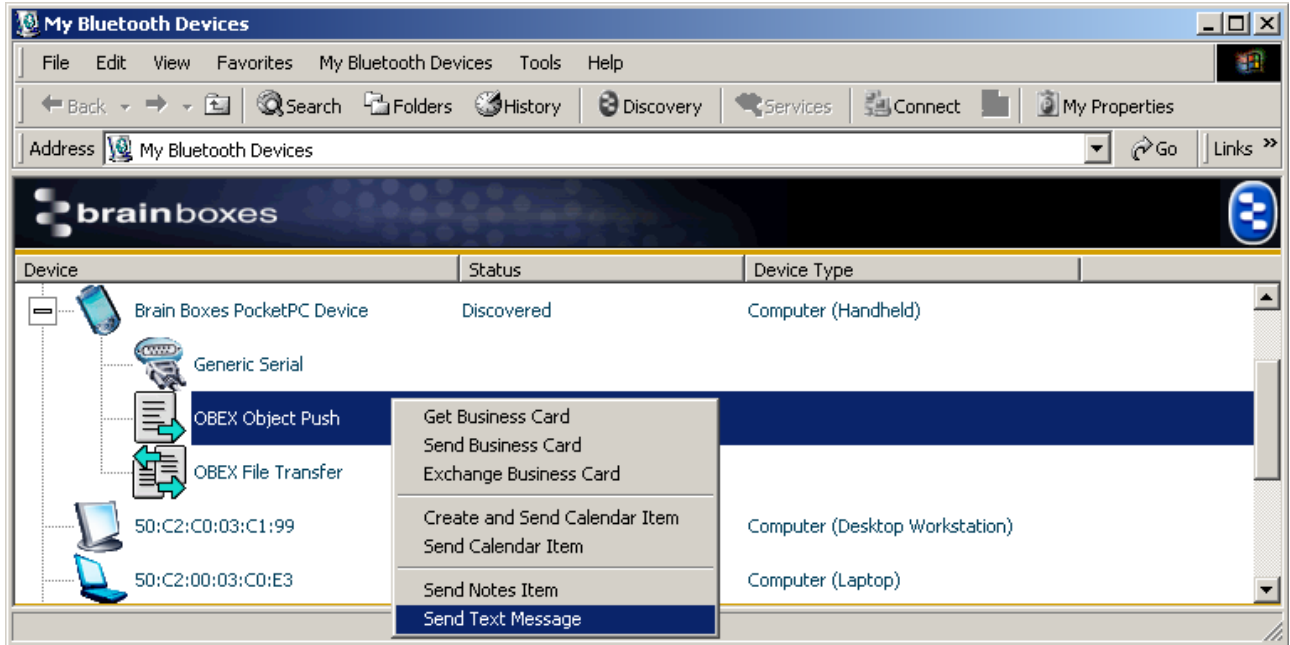 My Bluetooth Devices
File Edit View Favorites My Bluetooth Devices Tools Help
Back Search Folders History Discovery Services Connect My Properties
Address My Bluetooth Devices Go Links »
brainboxes
Device Status Device Type
Brain Boxes PocketPC Device Discovered Computer (Handheld)
Generic Serial
OBEX Object Push
OBEX File Transfer
50:C2:C0:03:C1:99 Computer (Desktop Workstation)
50:C2:00:03:C0:E3 Computer (Laptop)
Get Business Card
Send Business Card
Exchange Business Card
Create and Send Calendar Item
Send Calendar Item
Send Notes Item
Send Text Message